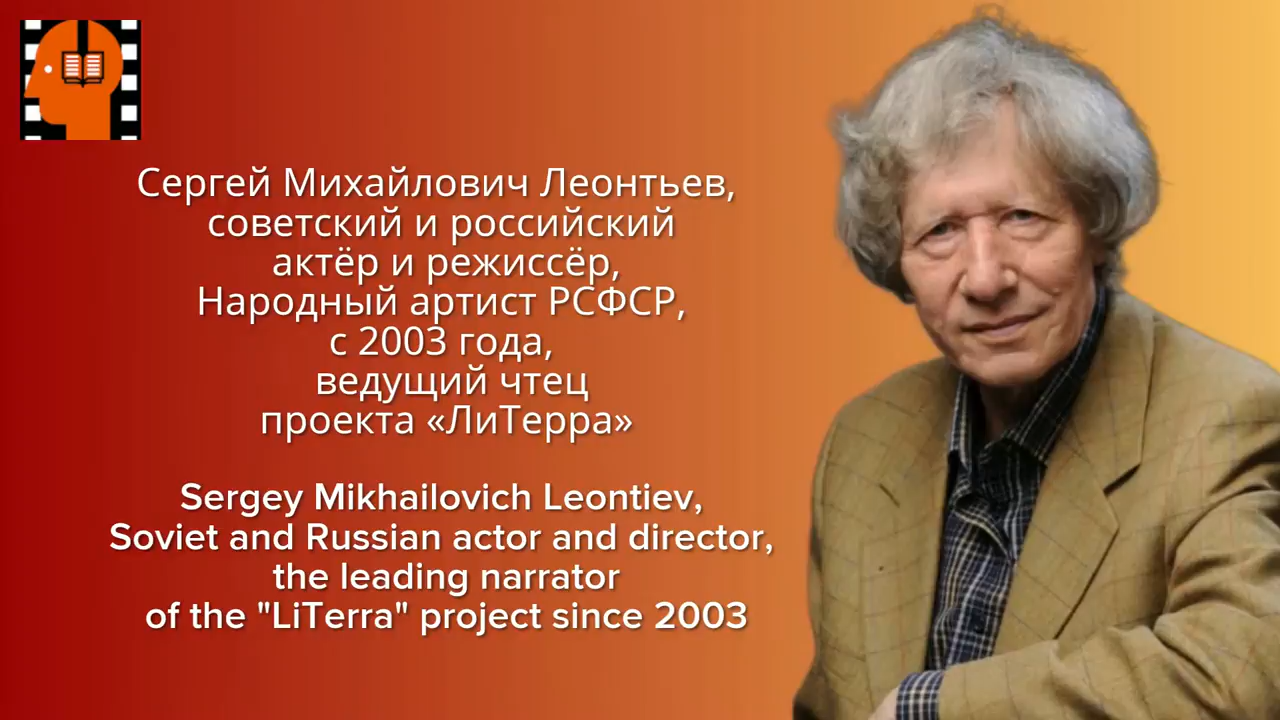 Сергей Михайлович Леонтьев,
советский и российский
актёр и режиссёр,
Народный артист РСФСР,
с 2003 года,
ведущий чтец
проекта «ЛиТерра»
Sergey Mikhailovich Leontiev,
Soviet and Russian actor and director,
the leading narrator
of the "LiTerra" project since 2003